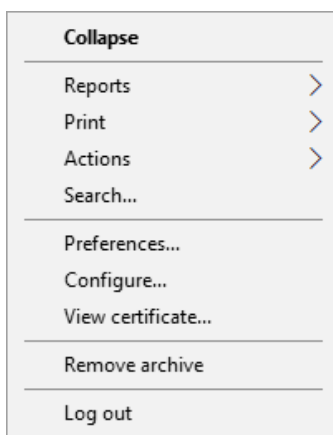 Collapse
Reports
Print
Actions
Search...
Preferences...
Configure...
View certificate...
Remove archive
Log out